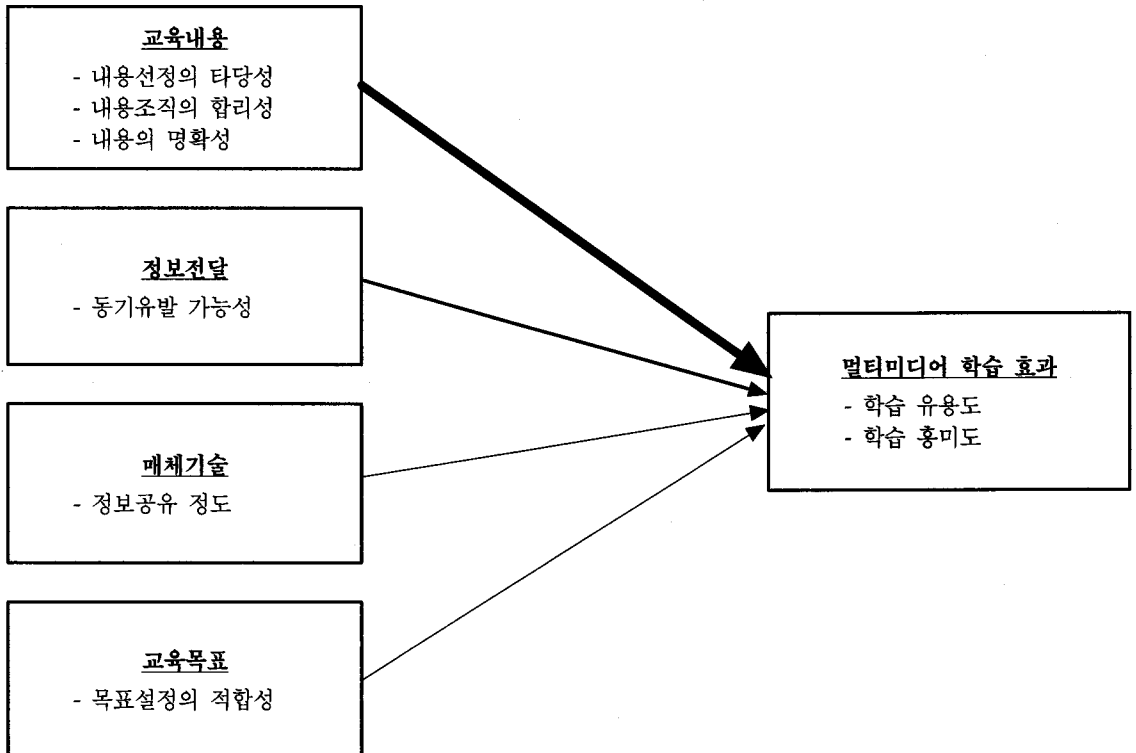 교육내용
- 내용선정의 타당성
- 내용조직의 합리성
- 내용의 명확성
정보전달
- 동기유발 가능성
매체기술
- 정보공유 정도
교육목표
- 목표설정의 적합성
멀티미디어 학습 효과
- 학습 유용도
- 학습 흥미도